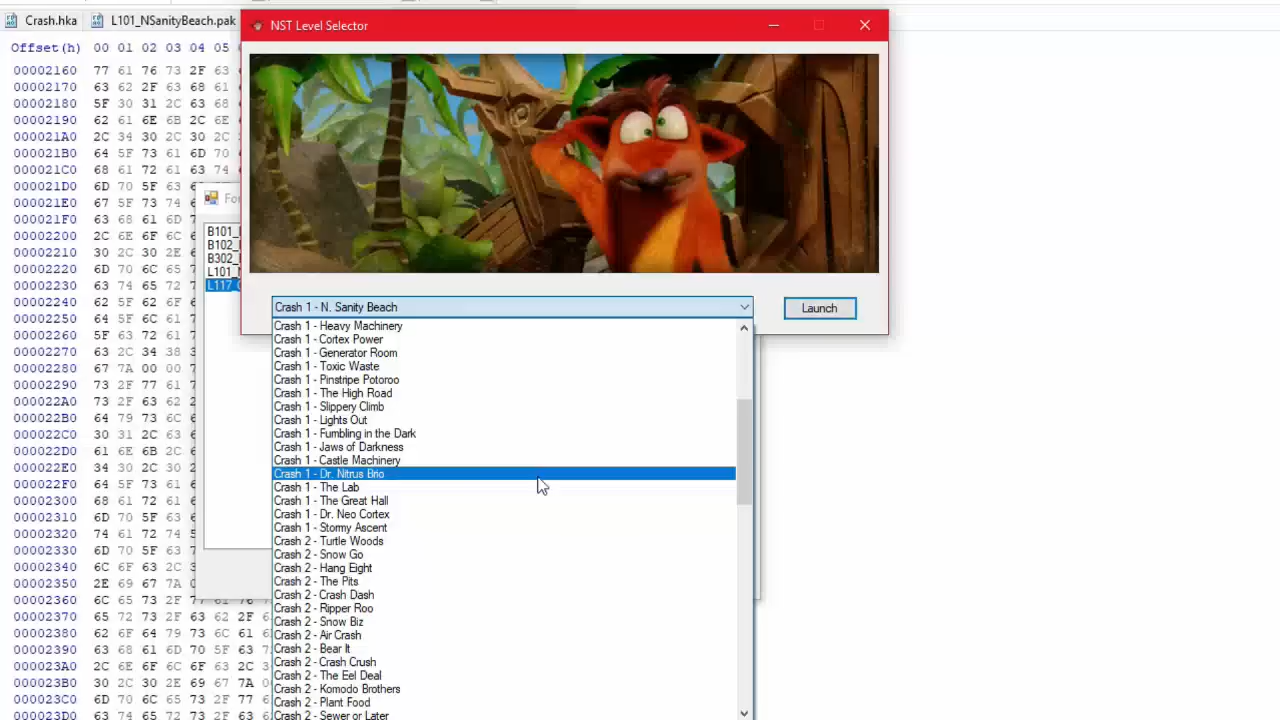 Crash.hka
L101_NSanityBeach.pak
NST Level Selector
Offset(h) 00 01 02 03 04 05
00002160 77 61 76 73 2F 63
00002170 63 62 2F 63 68 61
00002180 5F 30 31 2C 63 68
00002190 62 61 6E 6B 2C 6E
000021A0 2C 34 30 2C 30 2C
000021B0 64 5F 73 61 6D 70
000021C0 68 61 72 61 63 74
000021D0 6D 70 5F 63
000021E0 67 5F 73 74
000021F0 63 68 61 6D
00002200 2C 6E 6F 6C
00002210 30 2C 30 2E
00002220 6D 70 6C 65
00002230 63 74 65 72
00002240 62 5F 62 6F
00002250 64 5F 6C 61
00002260 5F 63 72 61
00002270 63 2C 34 38
00002280 67 7A 00 00
00002290 73 2F 77 61
000022A0 73 2F 63 62
000022B0 64 79 73 6C
000022C0 30 31 2C 63
000022D0 61 6E 6B 2C
000022E0 34 30 2C 30
000022F0 64 5F 73 61
00002300 68 61 72 61
00002310 6D 70 5F 63
00002320 74 61 72 74
00002330 6D 70 5F 63
00002340 6C 6F 63 2C
00002350 2E 69 67 7A
00002360 6C 65 73 2F 77 61 76
00002370 65 72 73 2F 63 62 2F
00002380 62 6F 64 79 73 6C 61
00002390 63 68 61 6D 70 5F 63
000023A0 2C 6E 6F 6C 6F 63 2C
000023B0 30 2C 30 2E 69 67 7A
000023C0 6D 70 6C 65 73 2F 77
000023D0 63 74 65 72 73 2F 63
B101_
B102_
B302_
L101_
L117_
Crash 1 - N. Sanity Beach
Launch
Crash 1 - Heavy Machinery
Crash 1 - Cortex Power
Crash 1 - Generator Room
Crash 1 - Toxic Waste
Crash 1 - Pinstripe Potoroo
Crash 1 - The High Road
Crash 1 - Slippery Climb
Crash 1 - Lights Out
Crash 1 - Fumbling in the Dark
Crash 1 - Jaws of Darkness
Crash 1 - Castle Machinery
Crash 1 - Dr. Nitrus Brio
Crash 1 - The Lab
Crash 1 - The Great Hall
Crash 1 - Dr. Neo Cortex
Crash 1 - Stormy Ascent
Crash 2 - Turtle Woods
Crash 2 - Snow Go
Crash 2 - Hang Eight
Crash 2 - The Pits
Crash 2 - Crash Dash
Crash 2 - Ripper Roo
Crash 2 - Snow Biz
Crash 2 - Air Crash
Crash 2 - Bear It
Crash 2 - Crash Crush
Crash 2 - The Eel Deal
Crash 2 - Komodo Brothers
Crash 2 - Plant Food
Crash 2 - Sewer or Later